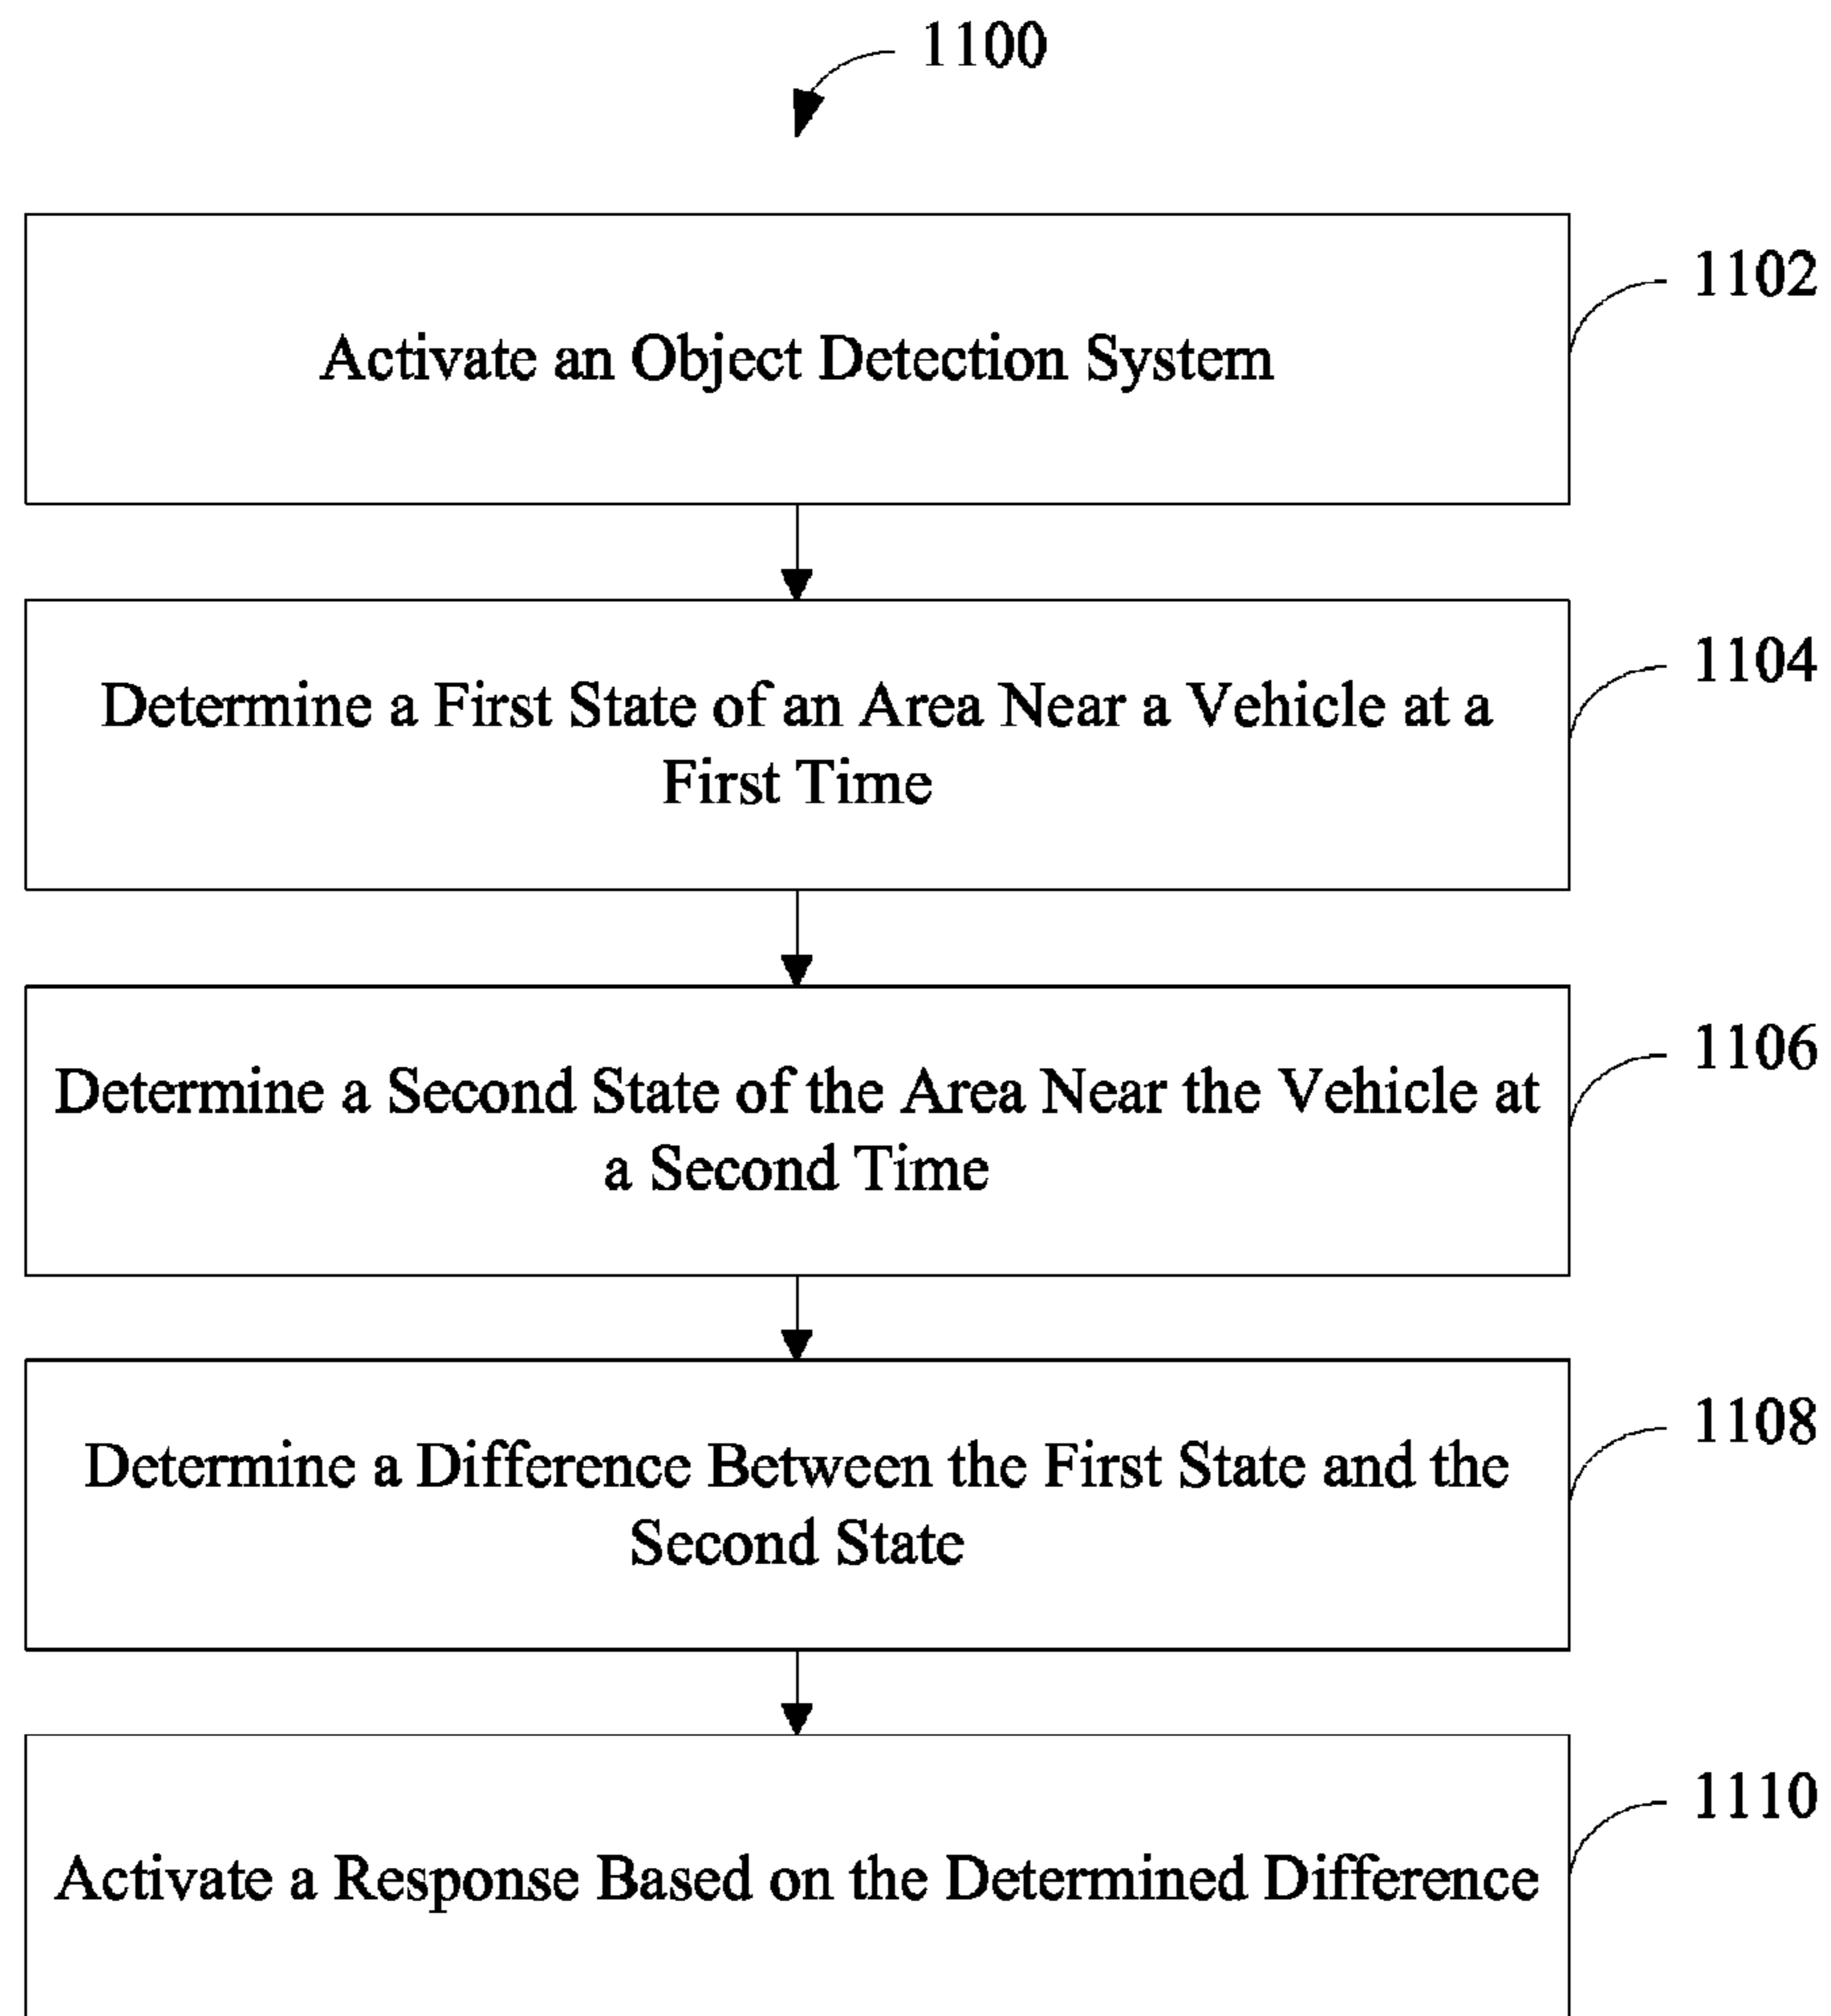 1100
1102
Activate an Object Detection System
1104
Determine a First State of an Area Near a Vehicle at a
First Time
1106
Determine a Second State of the Area Near the Vehicle at
a Second Time
1108
Determine a Difference Between the First State and the
Second State
1110
Activate a Response Based on the Determined Difference